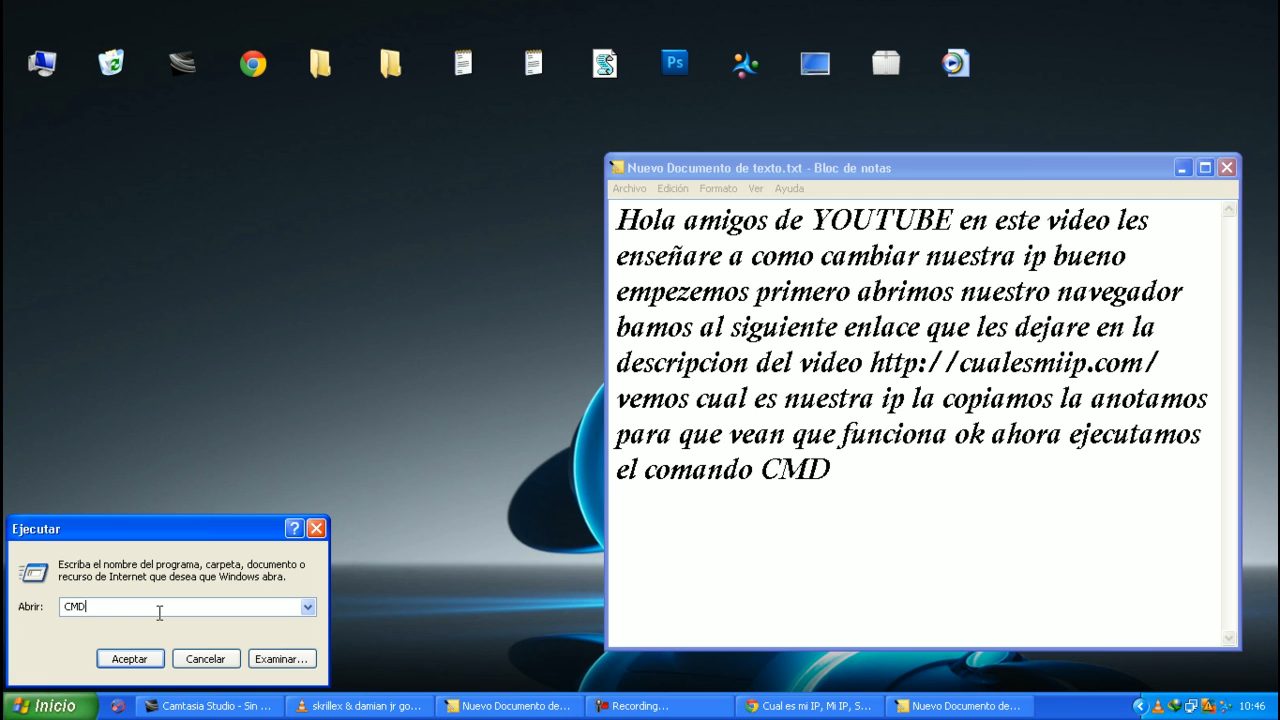 Ps
Nuevo Documento de texto.txt - Bloc de notas
Archivo Edición Formato Ver Ayuda
Hola amigos de YOUTUBE en este video les
enseñare a como cambiar nuestra ip bueno
empezemos primero abrimos nuestro navegador
bamos al siguiente enlace que les dejare en la
descripcion del video http://cualesmiip.com/
vemos cual es nuestra ip la copiamos la anotamos
para que vean que funciona ok ahora ejecutamos
el comando CMD
Ejecutar
Escriba el nombre del programa, carpeta, documento o
recurso de Internet que desea que Windows abra.
Abrir: CMD
Aceptar Cancelar Examinar...
Inicio Camtasia Studio - Sin ... skrillex & damian jr go... Nuevo Documento de... Recording... Cual es mi IP, Mi IP, S... Nuevo Documento de... 10:46